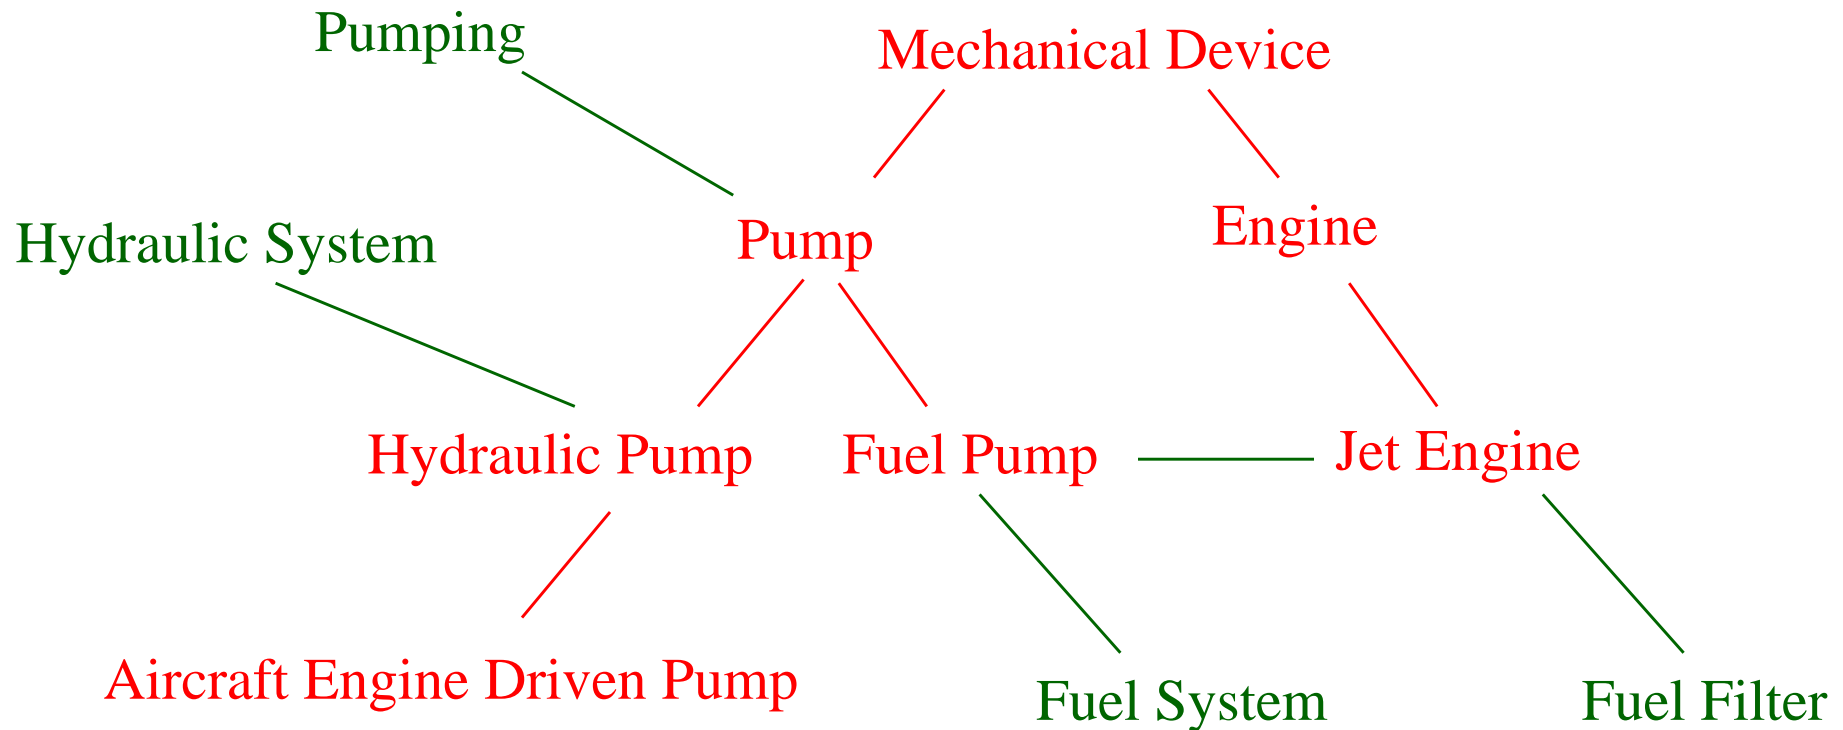 Pumping
Mechanical Device
Hydraulic System
Pump
Engine
Hydraulic Pump
Fuel Pump
Jet Engine
Aircraft Engine Driven Pump
Fuel System
Fuel Filter